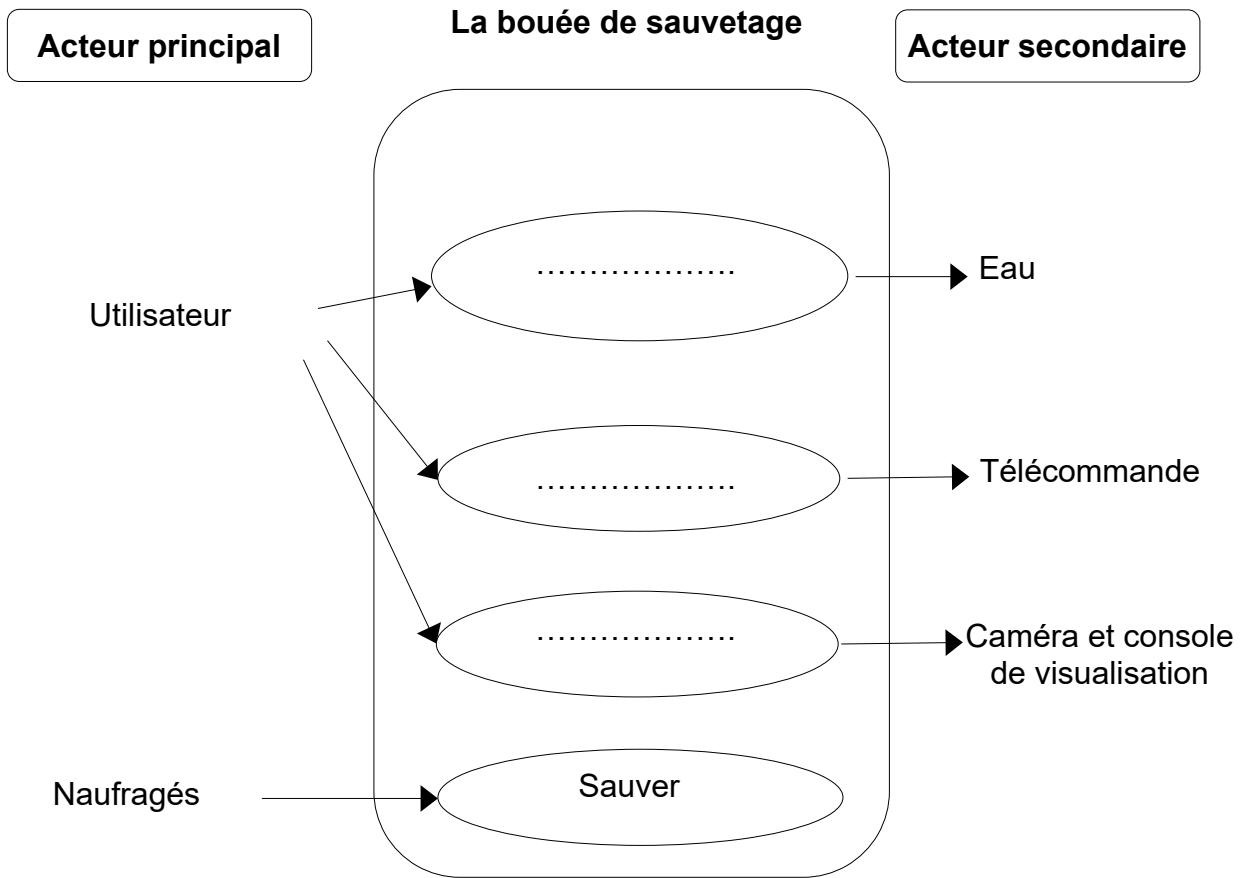 La bouée de sauvetage
Acteur principal
Acteur secondaire
………………..
Eau
Utilisateur
………………..
Télécommande
………………..
Caméra et console
de visualisation
Sauver
Naufragés